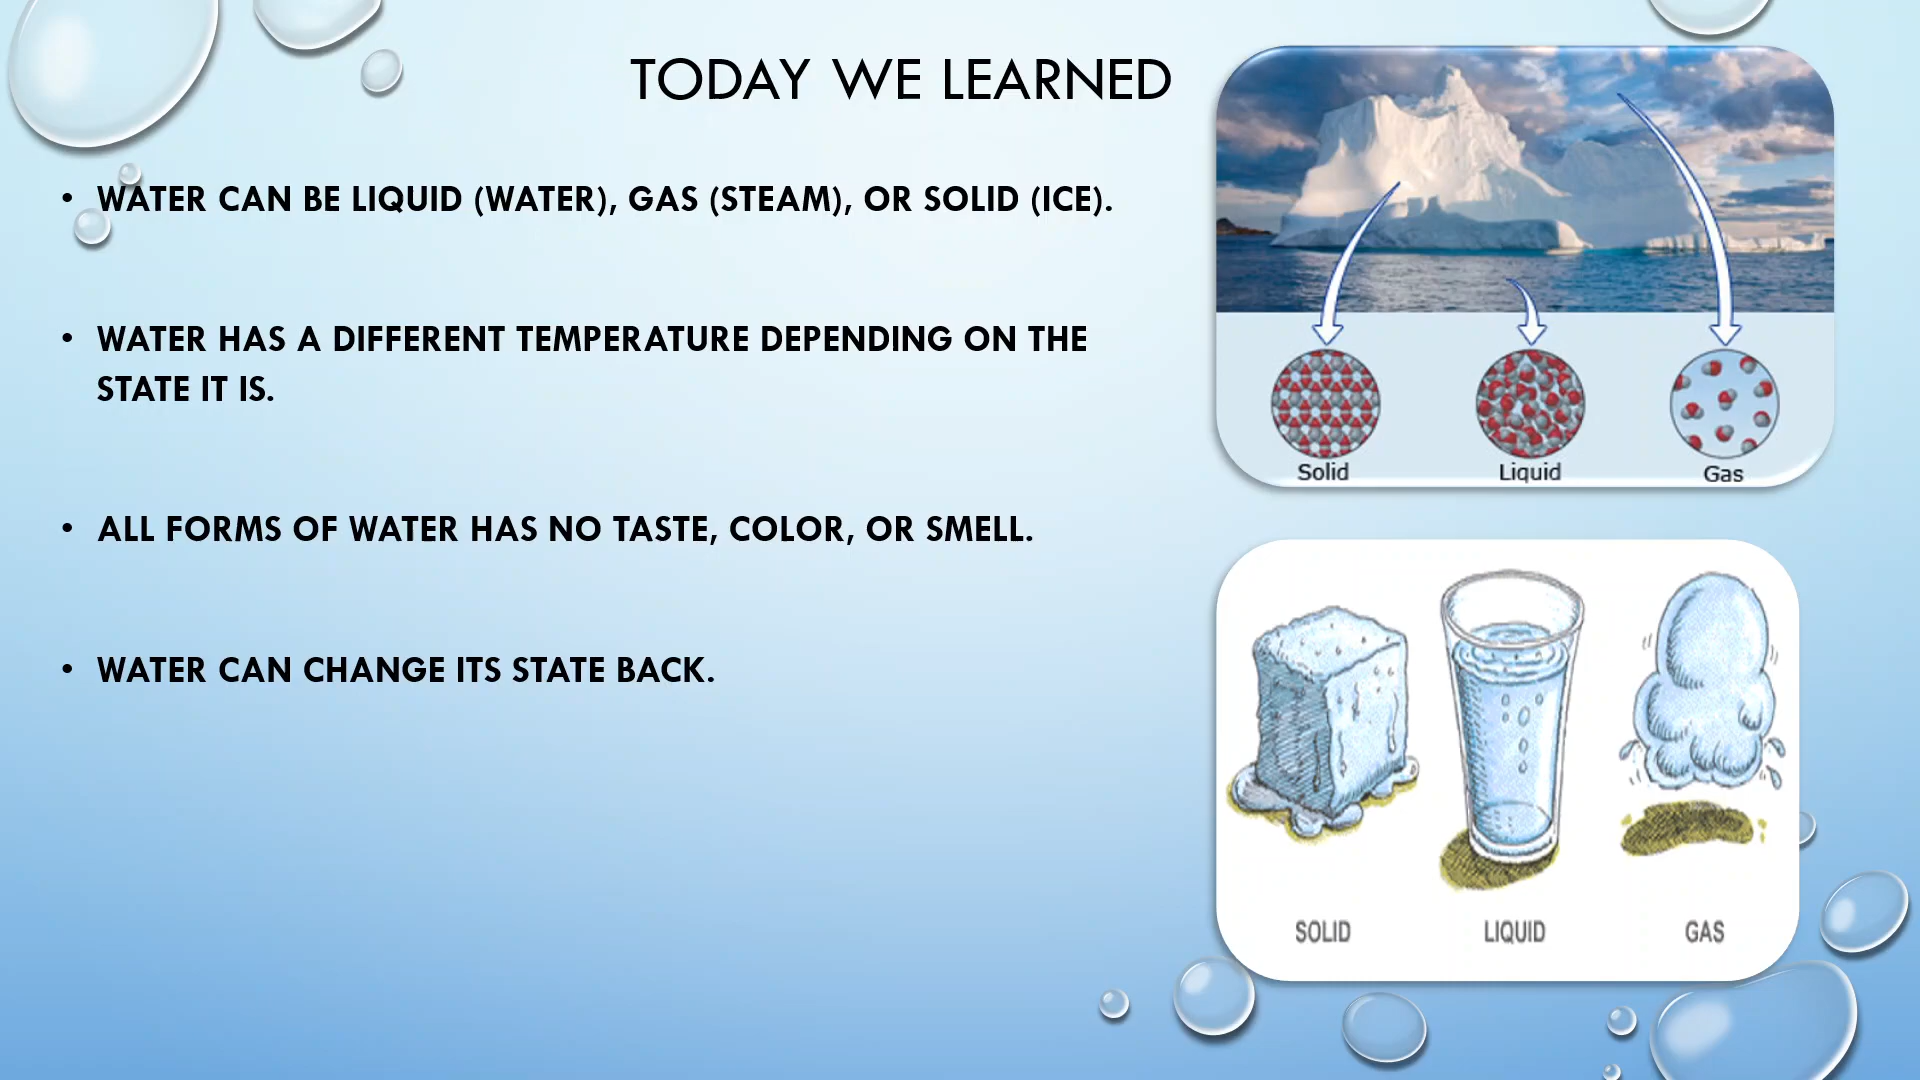 TODAY WE LEARNED
• WATER CAN BE LIQUID (WATER), GAS (STEAM), OR SOLID (ICE).
• WATER HAS A DIFFERENT TEMPERATURE DEPENDING ON THE
STATE IT IS.
• ALL FORMS OF WATER HAS NO TASTE, COLOR, OR SMELL.
• WATER CAN CHANGE ITS STATE BACK.
Solid Liquid Gas
SOLID LIQUID GAS